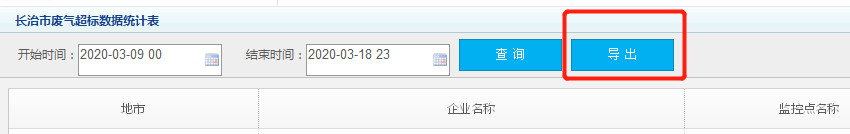 长治市废气超标数据统计表
开始时间：2020-03-09 00 结束时间：2020-03-18 23 查 询 导 出
地市 企业名称 监控点名称